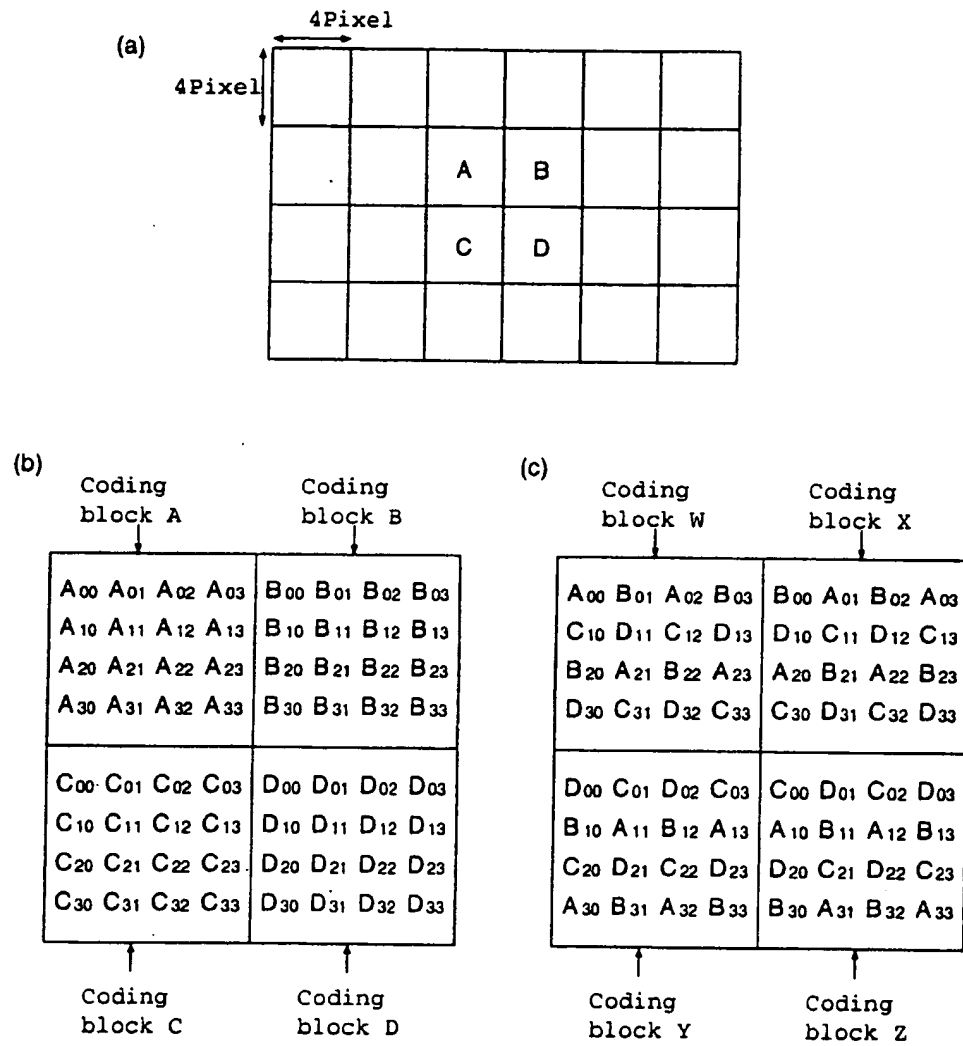 (a)
4Pixel
4Pixel
A B
C D
(b)
Coding block A
Coding block B
A00 A01 A02 A03 B00 B01 B02 B03
A10 A11 A12 A13 B10 B11 B12 B13
A20 A21 A22 A23 B20 B21 B22 B23
A30 A31 A32 A33 B30 B31 B32 B33
C00 C01 C02 C03 D00 D01 D02 D03
C10 C11 C12 C13 D10 D11 D12 D13
C20 C21 C22 C23 D20 D21 D22 D23
C30 C31 C32 C33 D30 D31 D32 D33
Coding block C
Coding block D
(c)
Coding block W
Coding block X
A00 B01 A02 B03 B00 A01 B02 A03
C10 D11 C12 D13 D10 C11 D12 C13
B20 A21 B22 A23 A20 B21 A22 B23
D30 C31 D32 C33 C30 D31 C32 D33
D00 C01 D02 C03 C00 D01 C02 D03
B10 A11 B12 A13 A10 B11 A12 B13
C20 D21 C22 D23 D20 C21 D22 C23
A30 B31 A32 B33 B30 A31 B32 A33
Coding block Y
Coding block Z